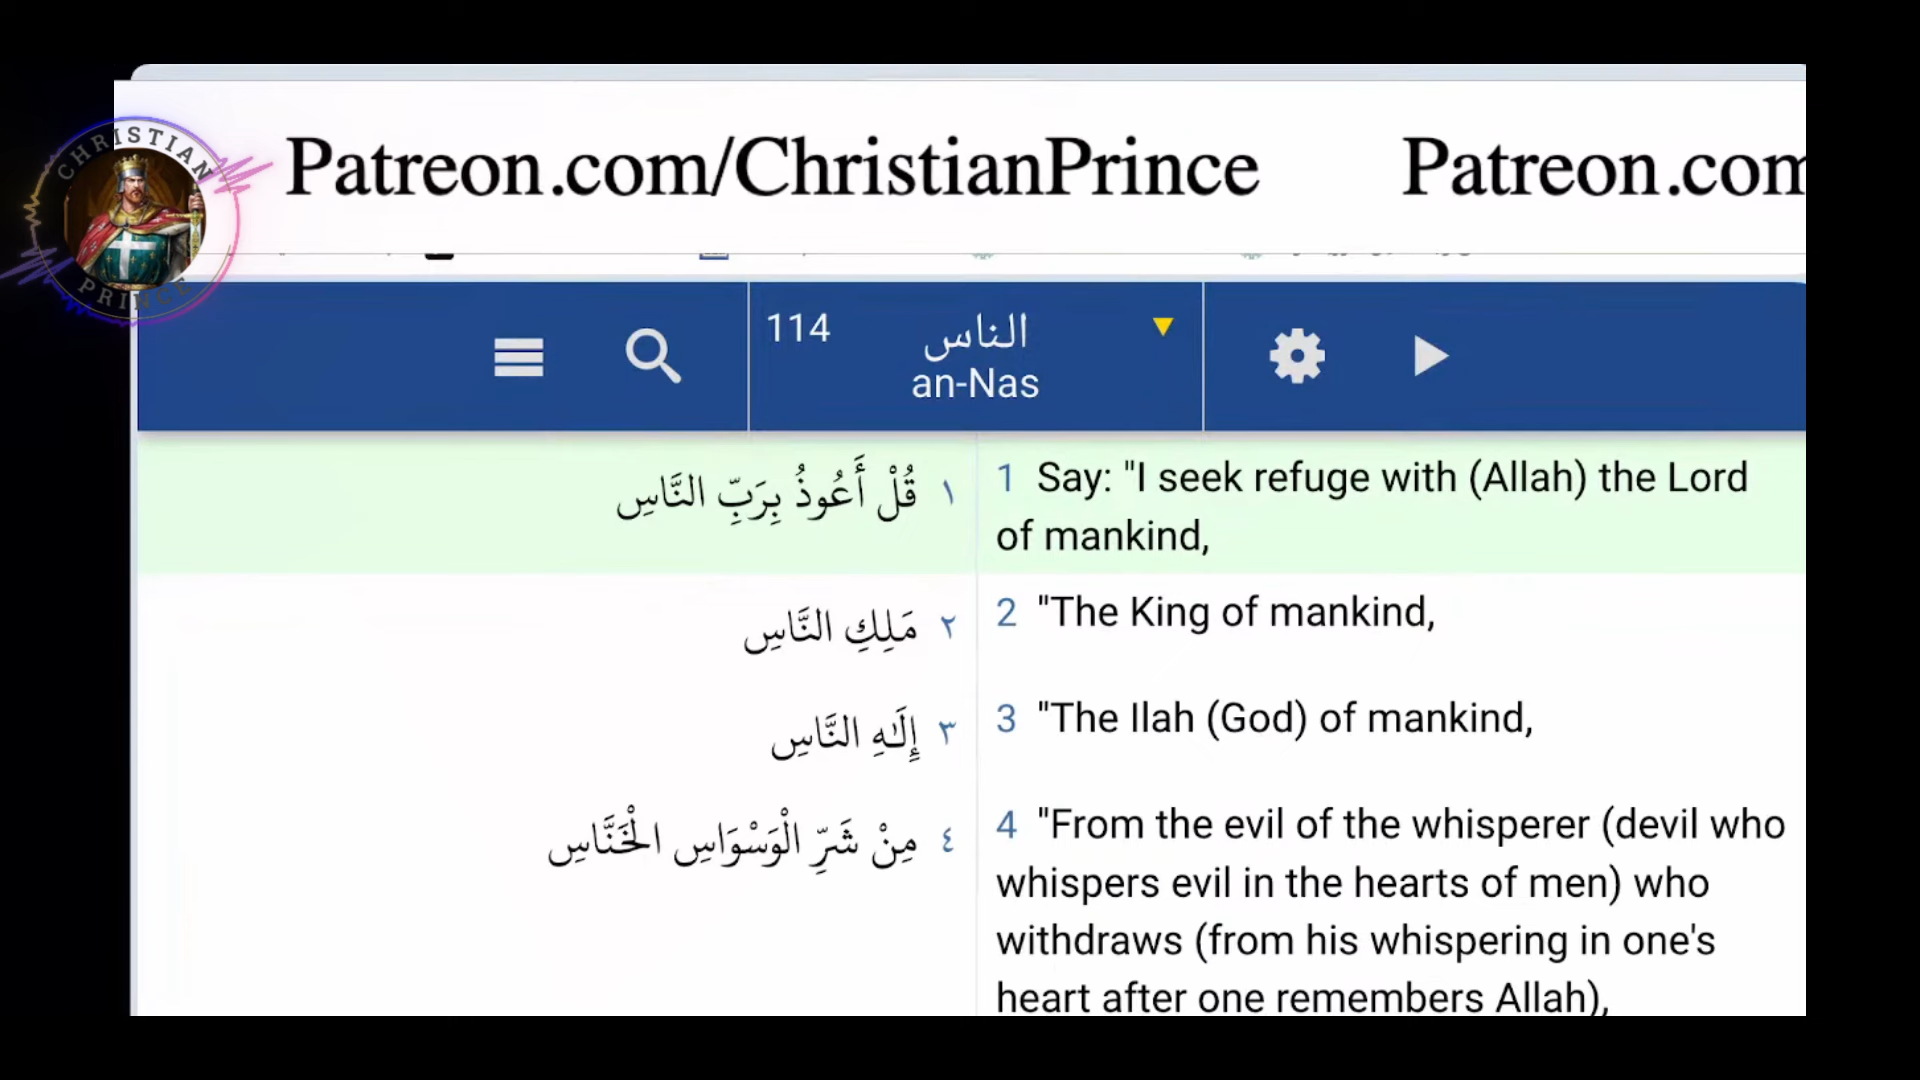 Patreon.com/ChristianPrince Patreon.com
CHRISTIAN
PRINCE
114
الناس
an-Nas
١ قُلْ أَعُوذُ بِرَبِّ النَّاسِ
1 Say: "I seek refuge with (Allah) the Lord
of mankind,
٢ مَلِكِ النَّاسِ
2 "The King of mankind,
٣ إِلَٰهِ النَّاسِ
3 "The Ilah (God) of mankind,
٤ مِنْ شَرِّ الْوَسْوَاسِ الْخَنَّاسِ
4 "From the evil of the whisperer (devil who
whispers evil in the hearts of men) who
withdraws (from his whispering in one's
heart after one remembers Allah),